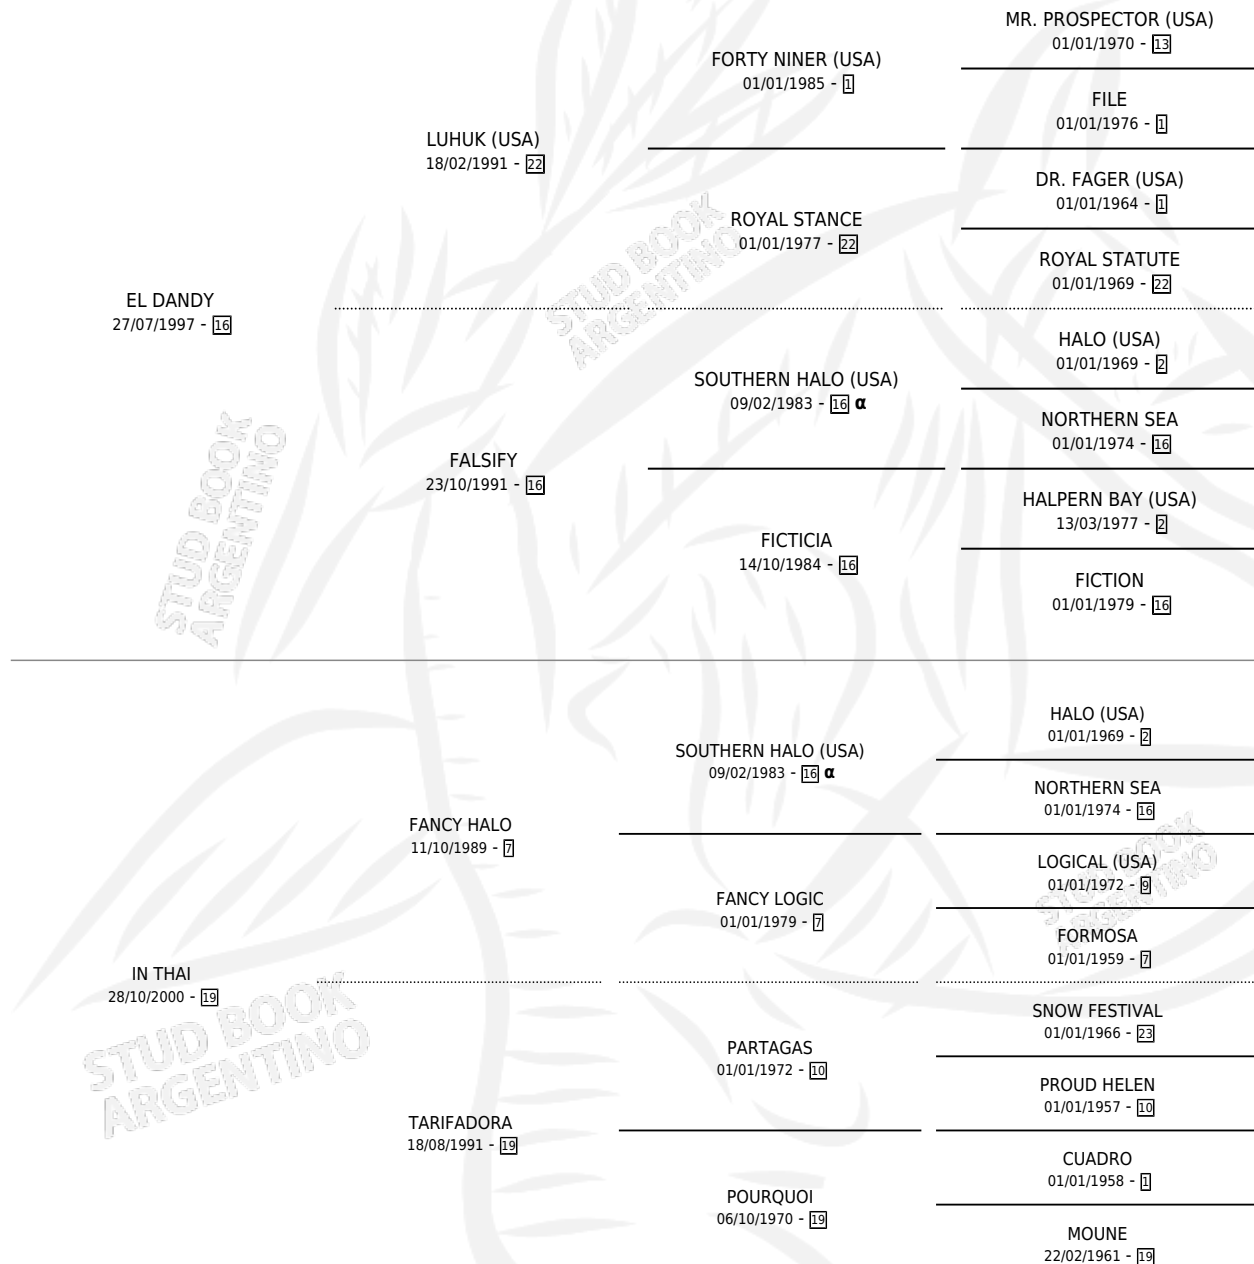 MR. PROSPECTOR (USA)
01/01/1970 - 13
FORTY NINER (USA)
01/01/1985 - 1
FILE
01/01/1976 - 1
LUHUK (USA)
18/02/1991 - 22
DR. FAGER (USA)
01/01/1964 - 1
ROYAL STANCE
01/01/1977 - 22
ROYAL STATUTE
01/01/1969 - 22
EL DANDY
27/07/1997 - 16
HALO (USA)
01/01/1969 - 2
SOUTHERN HALO (USA)
09/02/1983 - 16 α
NORTHERN SEA
01/01/1974 - 16
FALSIFY
23/10/1991 - 16
HALPERN BAY (USA)
13/03/1977 - 2
FICTICIA
14/10/1984 - 16
FICTION
01/01/1979 - 16
HALO (USA)
01/01/1969 - 2
SOUTHERN HALO (USA)
09/02/1983 - 16 α
NORTHERN SEA
01/01/1974 - 16
FANCY HALO
11/10/1989 - 7
LOGICAL (USA)
01/01/1972 - 9
FANCY LOGIC
01/01/1979 - 7
FORMOSA
01/01/1959 - 7
IN THAI
28/10/2000 - 19
SNOW FESTIVAL
01/01/1966 - 23
PARTAGAS
01/01/1972 - 10
PROUD HELEN
01/01/1957 - 10
TARIFADORA
18/08/1991 - 19
CUADRO
01/01/1958 - 1
POURQUOI
06/10/1970 - 19
MOUNE
22/02/1961 - 19
STUD BOOK
ARGENTINO
STUD BOOK
ARGENTINO
STUD BOOK
ARGENTINO
STUD BOOK
ARGENTINO